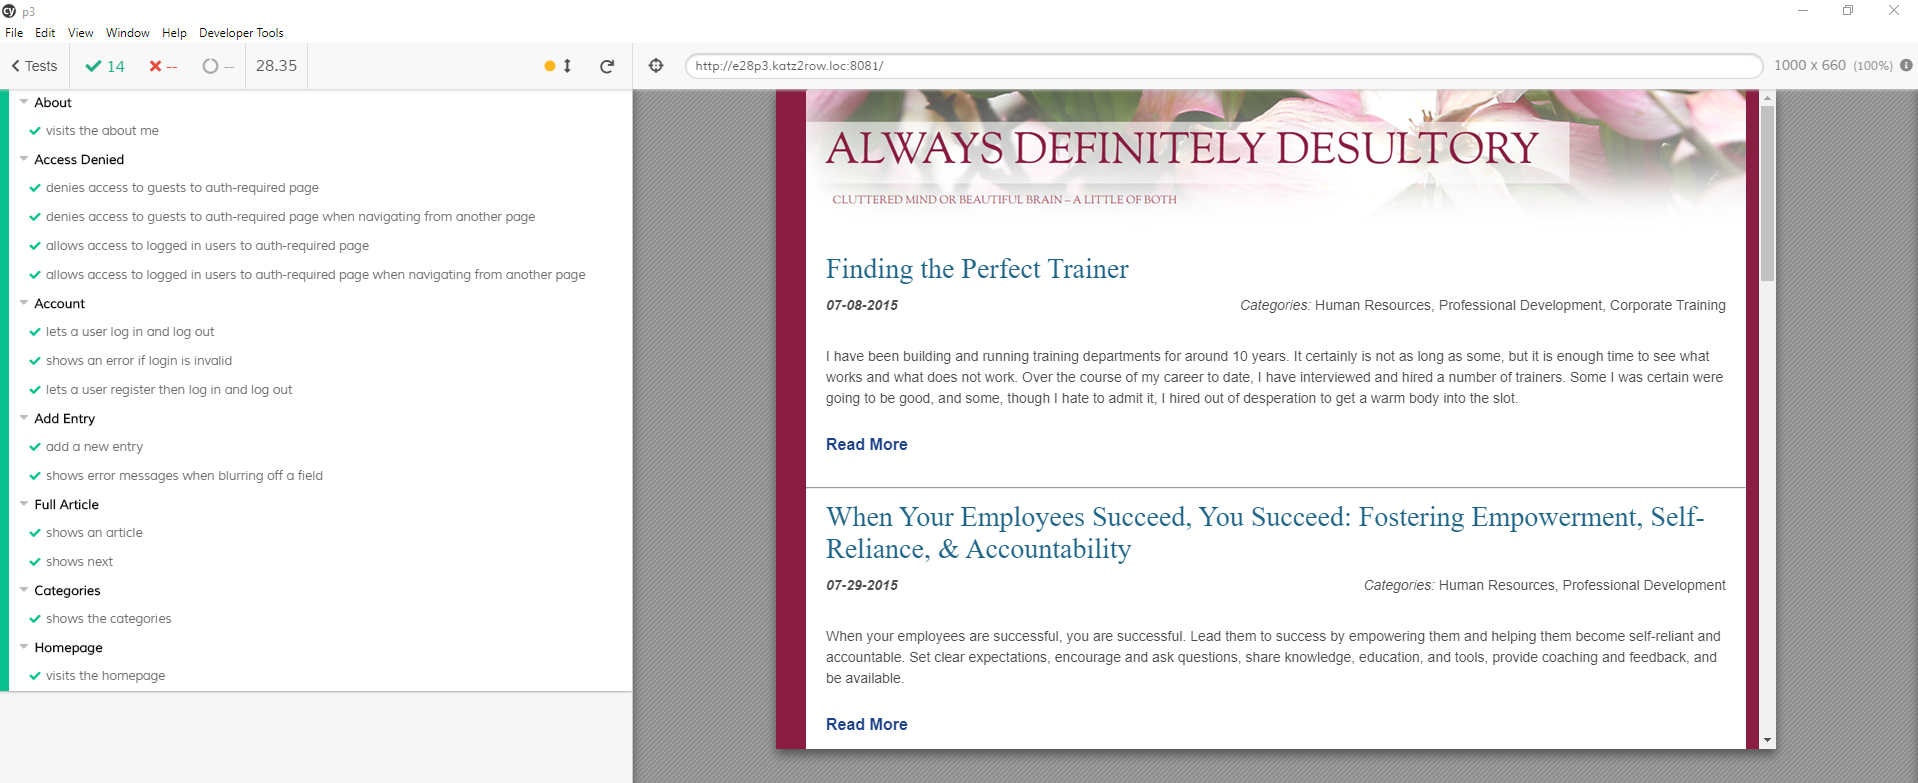 cy p3
File Edit View Window Help Developer Tools
Tests 14 -- -- 28.35
http://e28p3.katz2row.loc:8081/ 1000 x 660 (100%) i
About
visits the about me
Access Denied
denies access to guests to auth-required page
denies access to guests to auth-required page when navigating from another page
allows access to logged in users to auth-required page
allows access to logged in users to auth-required page when navigating from another page
Account
lets a user log in and log out
shows an error if login is invalid
lets a user register then log in and log out
Add Entry
add a new entry
shows error messages when blurring off a field
Full Article
shows an article
shows next
Categories
shows the categories
Homepage
visits the homepage
ALWAYS DEFINITELY DESULTORY
CLUTTERED MIND OR BEAUTIFUL BRAIN – A LITTLE OF BOTH
Finding the Perfect Trainer
07-08-2015 Categories: Human Resources, Professional Development, Corporate Training
I have been building and running training departments for around 10 years. It certainly is not as long as some, but it is enough time to see what
works and what does not work. Over the course of my career to date, I have interviewed and hired a number of trainers. Some I was certain were
going to be good, and some, though I hate to admit it, I hired out of desperation to get a warm body into the slot.
Read More
When Your Employees Succeed, You Succeed: Fostering Empowerment, Self-
Reliance, & Accountability
07-29-2015 Categories: Human Resources, Professional Development
When your employees are successful, you are successful. Lead them to success by empowering them and helping them become self-reliant and
accountable. Set clear expectations, encourage and ask questions, share knowledge, education, and tools, provide coaching and feedback, and
be available.
Read More